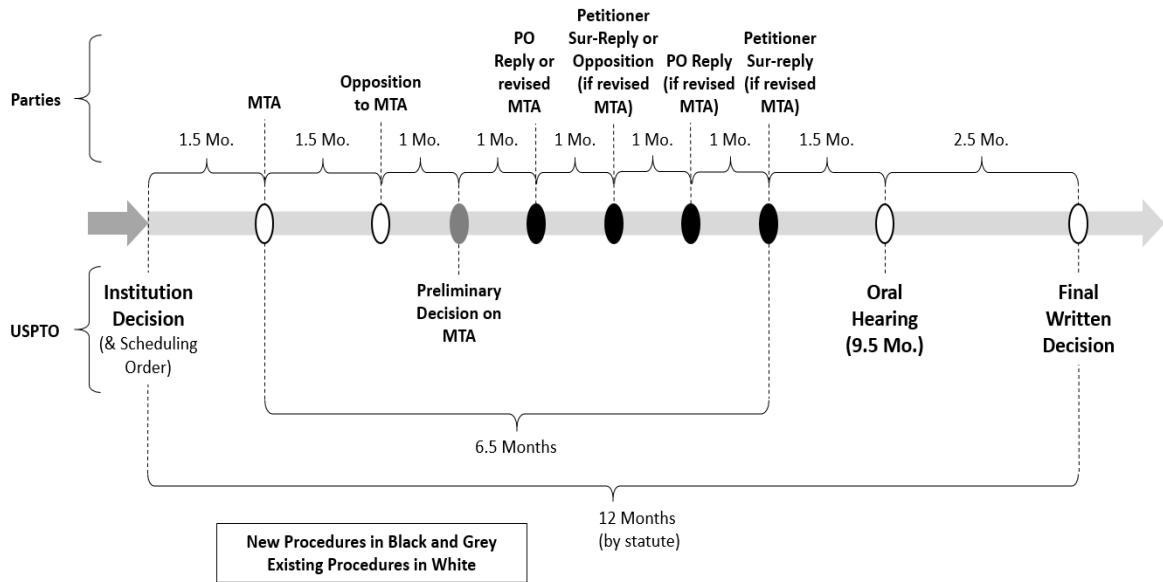 Parties
MTA
Opposition
to MTA
PO
Reply or
revised
MTA
Petitioner
Sur-Reply or
Opposition
(if revised
MTA)
PO Reply
(if revised
MTA)
Petitioner
Sur-reply
(if revised
MTA)
1.5 Mo.
1.5 Mo.
1 Mo.
1 Mo.
1 Mo.
1 Mo.
1 Mo.
1.5 Mo.
2.5 Mo.
USPTO
Institution
Decision
(& Scheduling
Order)
Preliminary
Decision on
MTA
Oral
Hearing
(9.5 Mo.)
Final
Written
Decision
6.5 Months
12 Months
(by statute)
New Procedures in Black and Grey
Existing Procedures in White